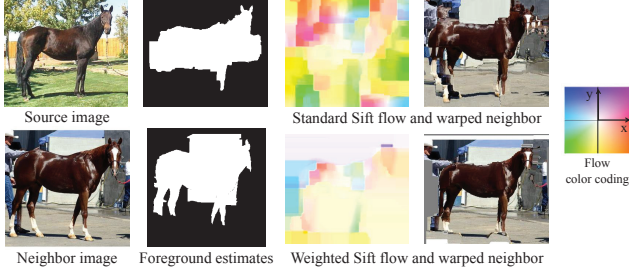 Source image
Standard Sift flow and warped neighbor
y
x
Flow
color coding
Neighbor image
Foreground estimates
Weighted Sift flow and warped neighbor